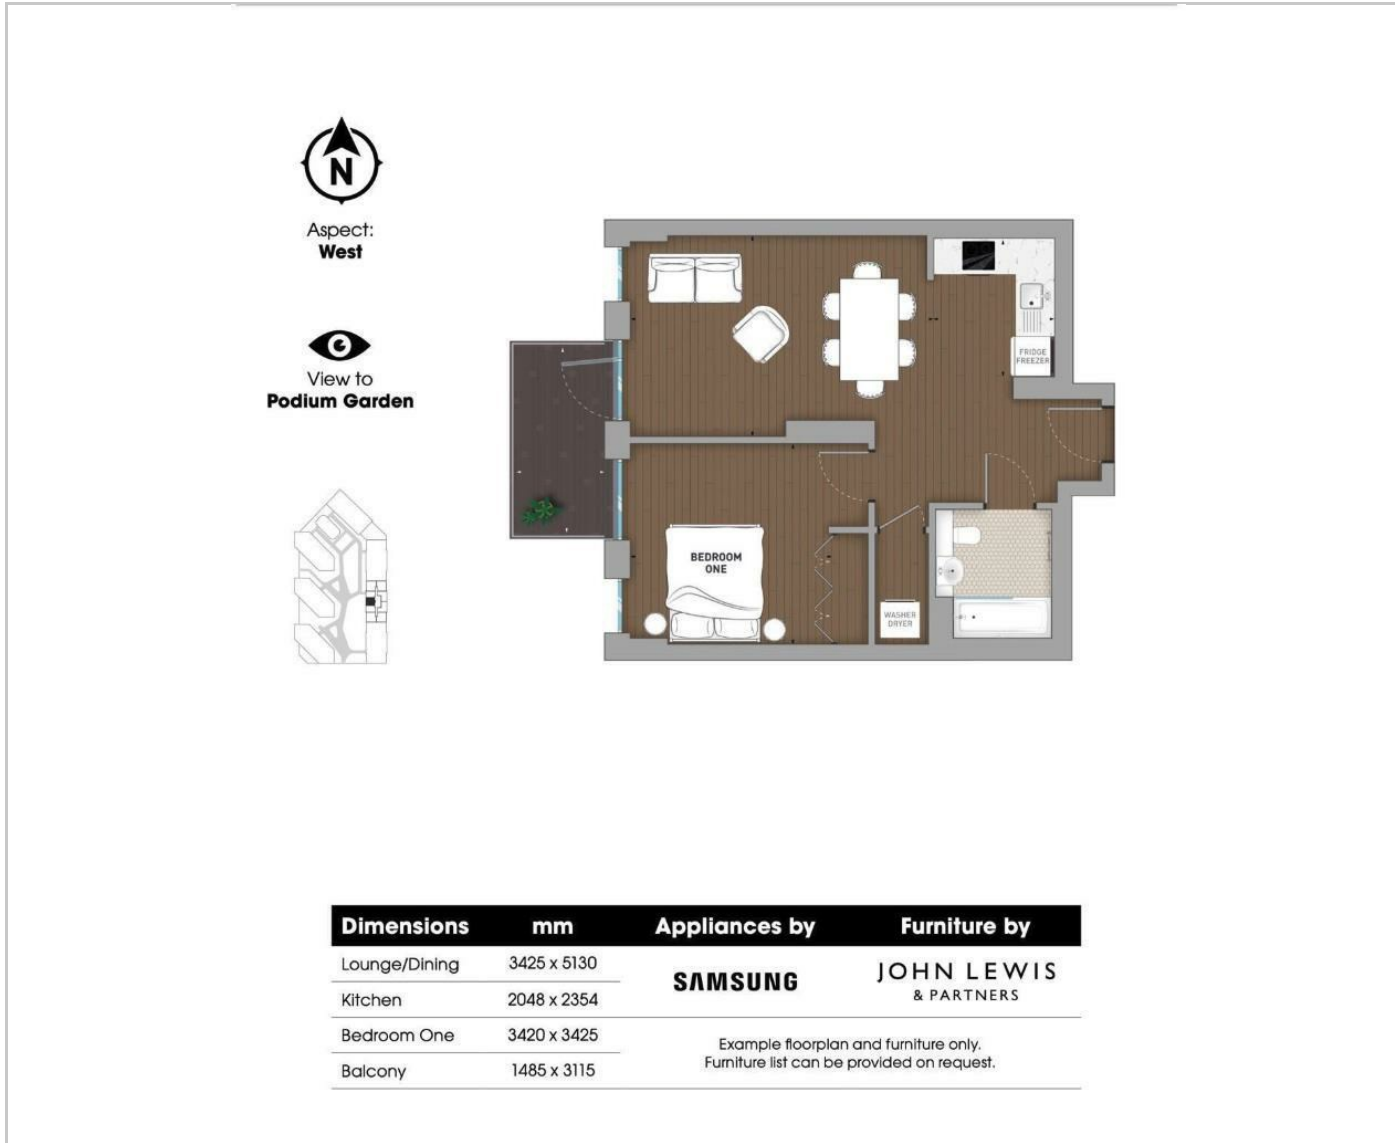 N
Aspect:
West
View to
Podium Garden
FRIDGE
FREEZER
BEDROOM
ONE
WASHER
DRYER
Dimensions mm Appliances by Furniture by
Lounge/Dining 3425 x 5130
Kitchen 2048 x 2354
Bedroom One 3420 x 3425
Balcony 1485 x 3115
SAMSUNG
JOHN LEWIS
& PARTNERS
Example floorplan and furniture only.
Furniture list can be provided on request.